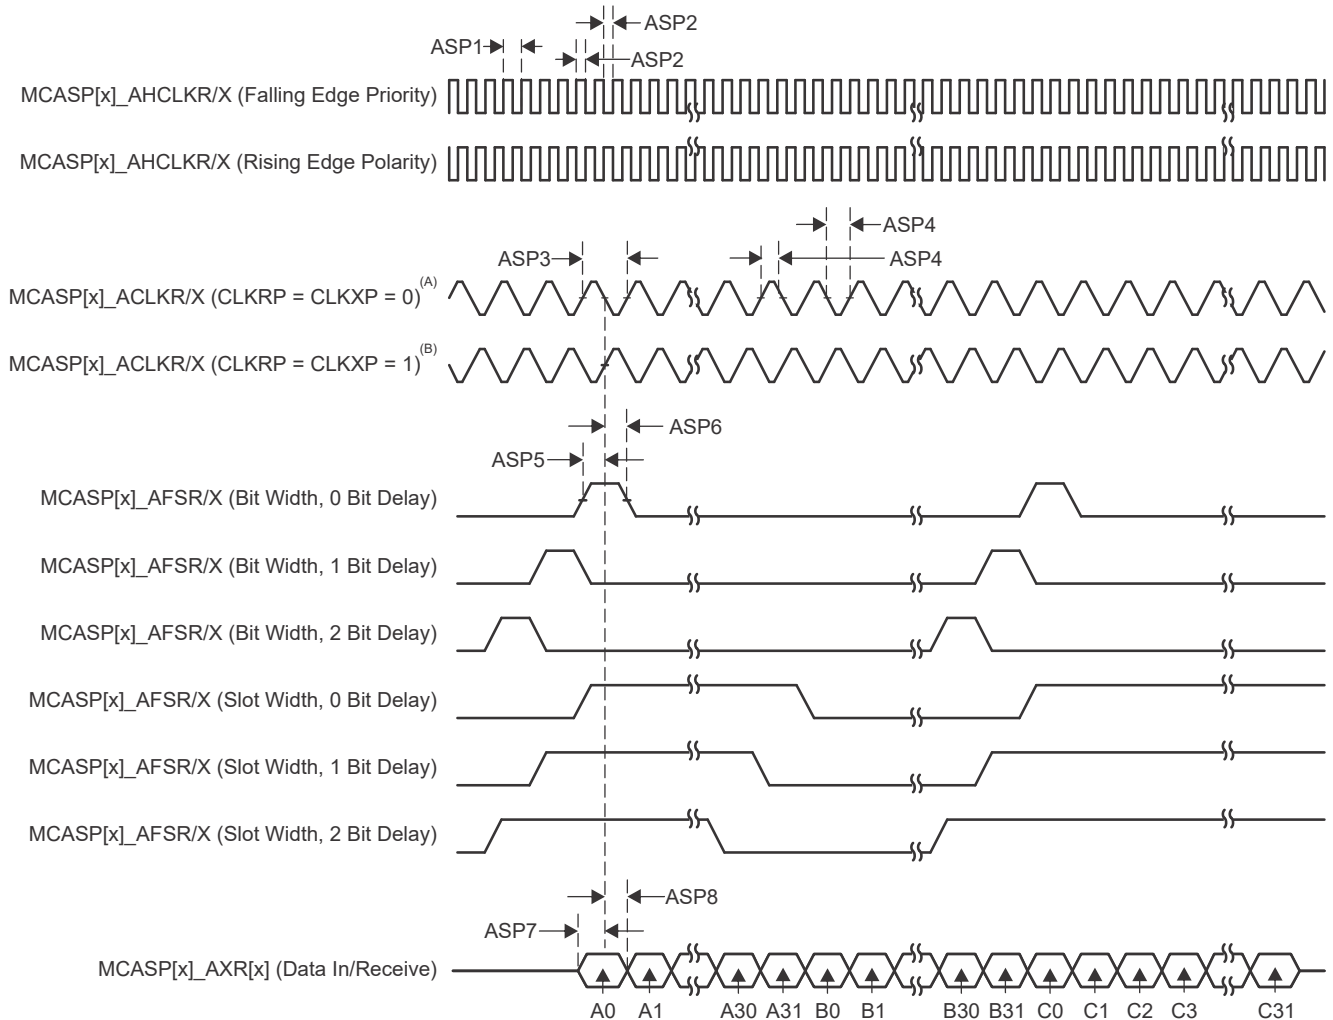 ASP2
ASP1
ASP2
MCASP[x]_AHCLKR/X (Falling Edge Priority)
MCASP[x]_AHCLKR/X (Rising Edge Polarity)
ASP4
ASP3
ASP4
MCASP[x]_ACLKR/X (CLKRP = CLKXP = 0)(A)
MCASP[x]_ACLKR/X (CLKRP = CLKXP = 1)(B)
ASP6
ASP5
MCASP[x]_AFSR/X (Bit Width, 0 Bit Delay)
MCASP[x]_AFSR/X (Bit Width, 1 Bit Delay)
MCASP[x]_AFSR/X (Bit Width, 2 Bit Delay)
MCASP[x]_AFSR/X (Slot Width, 0 Bit Delay)
MCASP[x]_AFSR/X (Slot Width, 1 Bit Delay)
MCASP[x]_AFSR/X (Slot Width, 2 Bit Delay)
ASP8
ASP7
MCASP[x]_AXR[x] (Data In/Receive)
A0 A1 A30 A31 B0 B1 B30 B31 C0 C1 C2 C3 C31